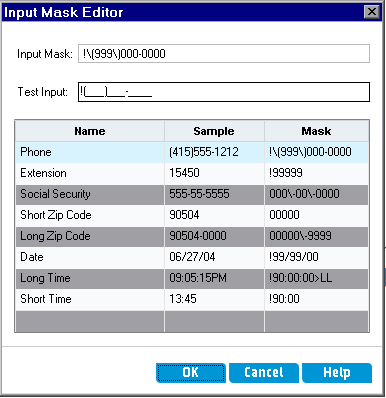 Input Mask Editor
Input Mask: !\(999\)000-0000
Test Input: !(___)___-____
Name Sample Mask
Phone (415)555-1212 !\(999\)000-0000
Extension 15450 !99999
Social Security 555-55-5555 000\-00\-0000
Short Zip Code 90504 00000
Long Zip Code 90504-0000 00000\-9999
Date 06/27/04 !99/99/00
Long Time 09:05:15PM !90:00:00>LL
Short Time 13:45 !90:00
OK Cancel Help